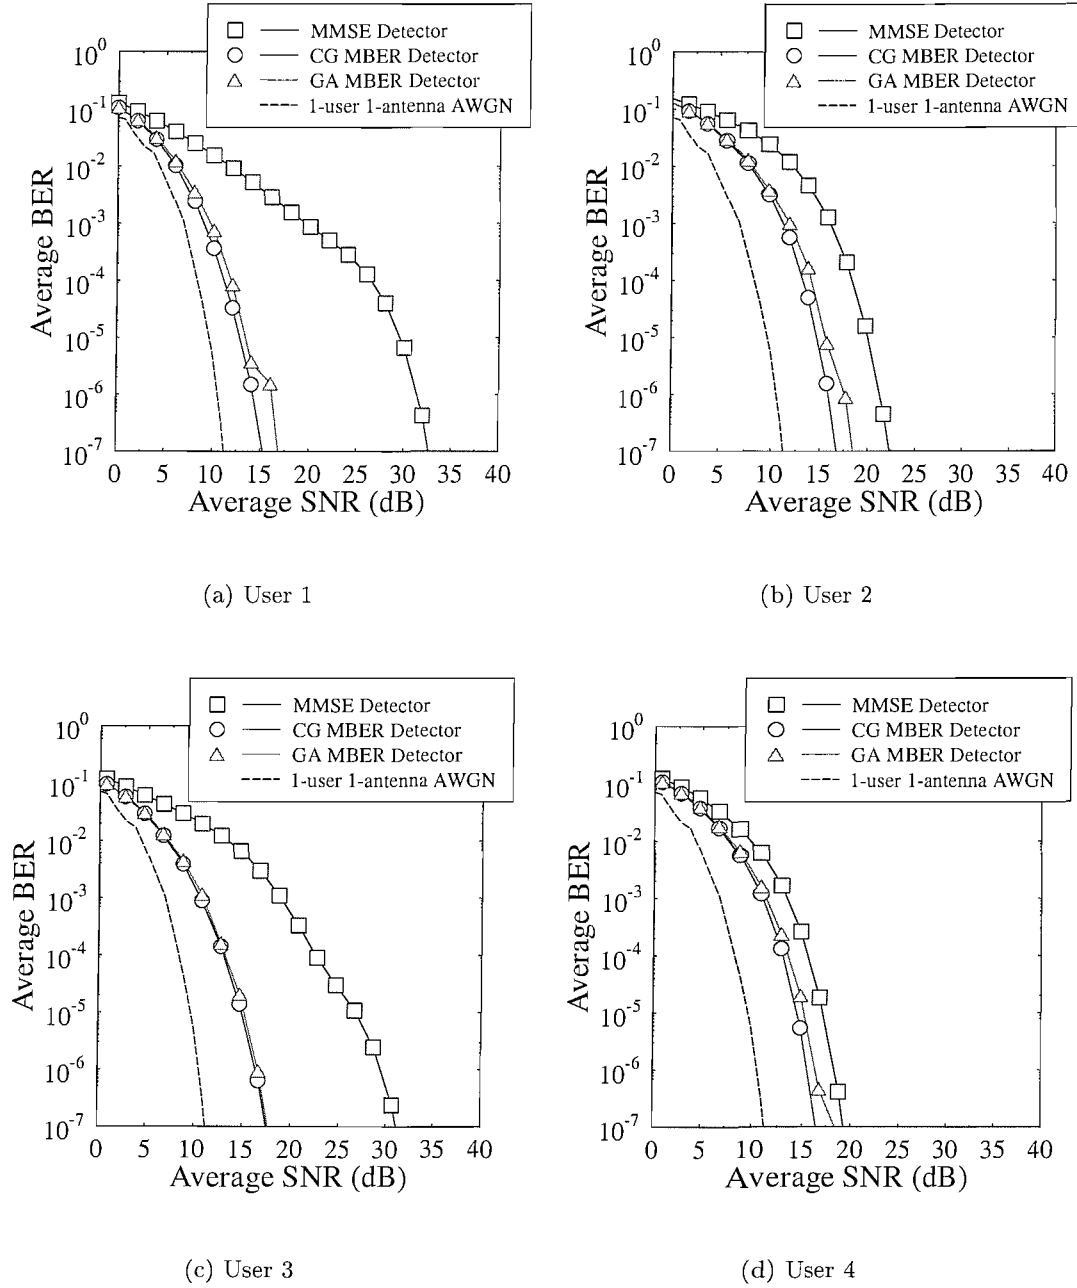 MMSE Detector
CG MBER Detector
GA MBER Detector
1-user 1-antenna AWGN
10^0
10^-1
10^-2
10^-3
10^-4
10^-5
10^-6
10^-7
Average BER
0 5 10 15 20 25 30 35 40
Average SNR (dB)
(a) User 1
MMSE Detector
CG MBER Detector
GA MBER Detector
1-user 1-antenna AWGN
10^0
10^-1
10^-2
10^-3
10^-4
10^-5
10^-6
10^-7
Average BER
0 5 10 15 20 25 30 35 40
Average SNR (dB)
(b) User 2
MMSE Detector
CG MBER Detector
GA MBER Detector
1-user 1-antenna AWGN
10^0
10^-1
10^-2
10^-3
10^-4
10^-5
10^-6
10^-7
Average BER
0 5 10 15 20 25 30 35 40
Average SNR (dB)
(c) User 3
MMSE Detector
CG MBER Detector
GA MBER Detector
1-user 1-antenna AWGN
10^0
10^-1
10^-2
10^-3
10^-4
10^-5
10^-6
10^-7
Average BER
0 5 10 15 20 25 30 35 40
Average SNR (dB)
(d) User 4